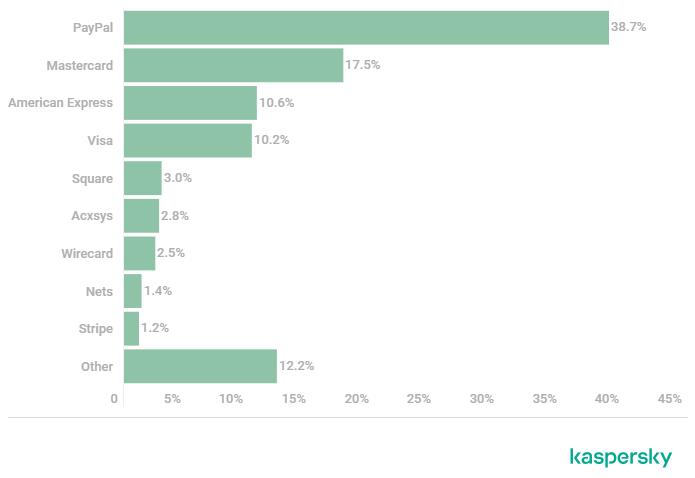 PayPal 38.7%
Mastercard 17.5%
American Express 10.6%
Visa 10.2%
Square 3.0%
Acxsys 2.8%
Wirecard 2.5%
Nets 1.4%
Stripe 1.2%
Other 12.2%
0 5% 10% 15% 20% 25% 30% 35% 40% 45%
kaspersky